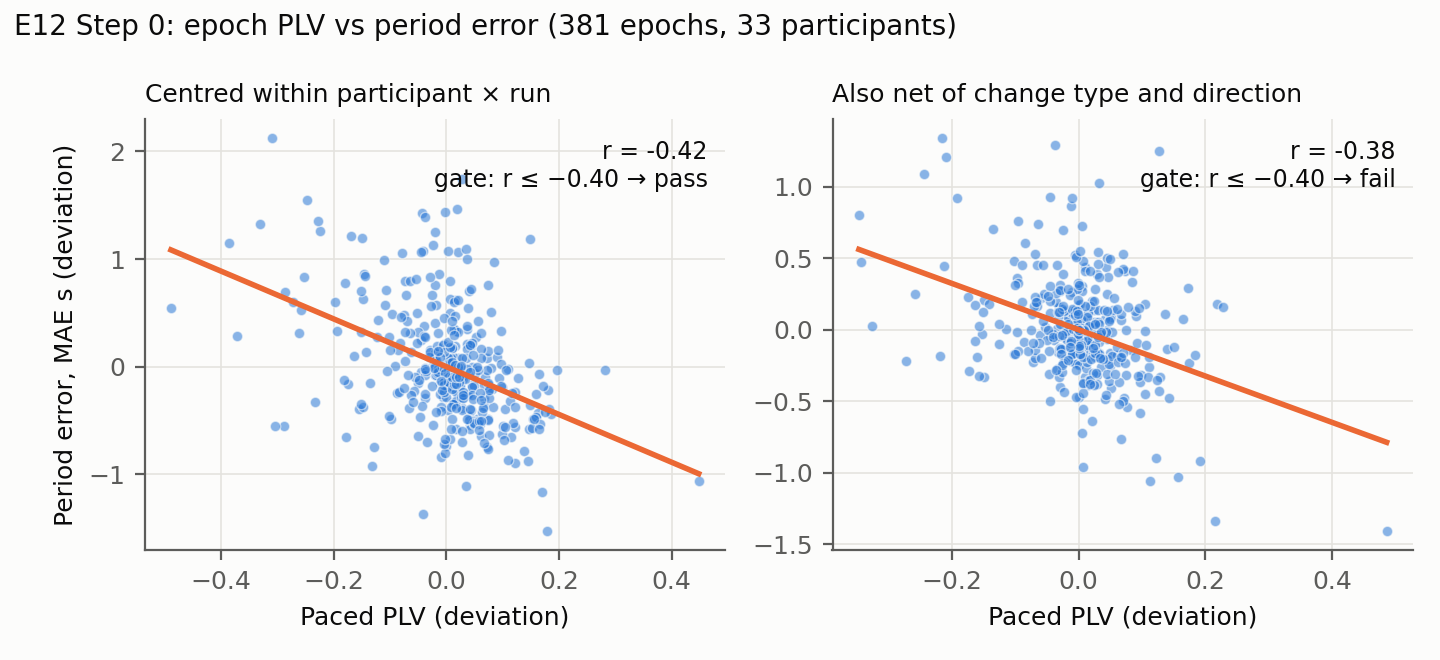 E12 Step 0: epoch PLV vs period error (381 epochs, 33 participants)
Centred within participant × run
r = -0.42
gate: r ≤ −0.40 → pass
Period error, MAE s (deviation)
2
1
0
−1
−0.4 −0.2 0.0 0.2 0.4
Paced PLV (deviation)
Also net of change type and direction
r = -0.38
gate: r ≤ −0.40 → fail
1.0
0.5
0.0
−0.5
−1.0
−1.5
−0.2 0.0 0.2 0.4
Paced PLV (deviation)